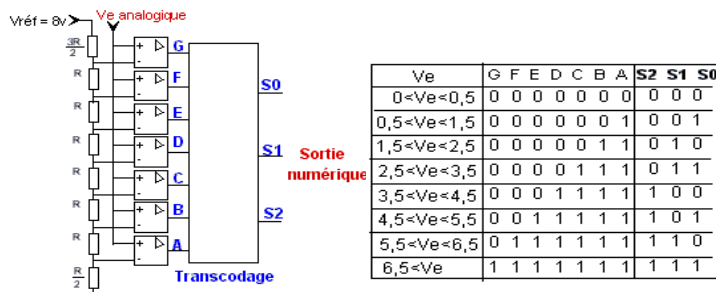 Vréf = 8v
Ve analogique
3R
2
R
R
R
R
R
R
R
2
+
-
G
+
-
F
+
-
E
+
-
D
+
-
C
+
-
B
+
-
A
S0
S1
S2
Sortie
numérique
Transcodage
Ve G F E D C B A S2 S1 S0
0<Ve<0,5 0 0 0 0 0 0 0 0 0 0
0,5<Ve<1,5 0 0 0 0 0 0 1 0 0 1
1,5<Ve<2,5 0 0 0 0 0 1 1 0 1 0
2,5<Ve<3,5 0 0 0 0 1 1 1 0 1 1
3,5<Ve<4,5 0 0 0 1 1 1 1 1 0 0
4,5<Ve<5,5 0 0 1 1 1 1 1 1 0 1
5,5<Ve<6,5 0 1 1 1 1 1 1 1 1 0
6,5<Ve 1 1 1 1 1 1 1 1 1 1